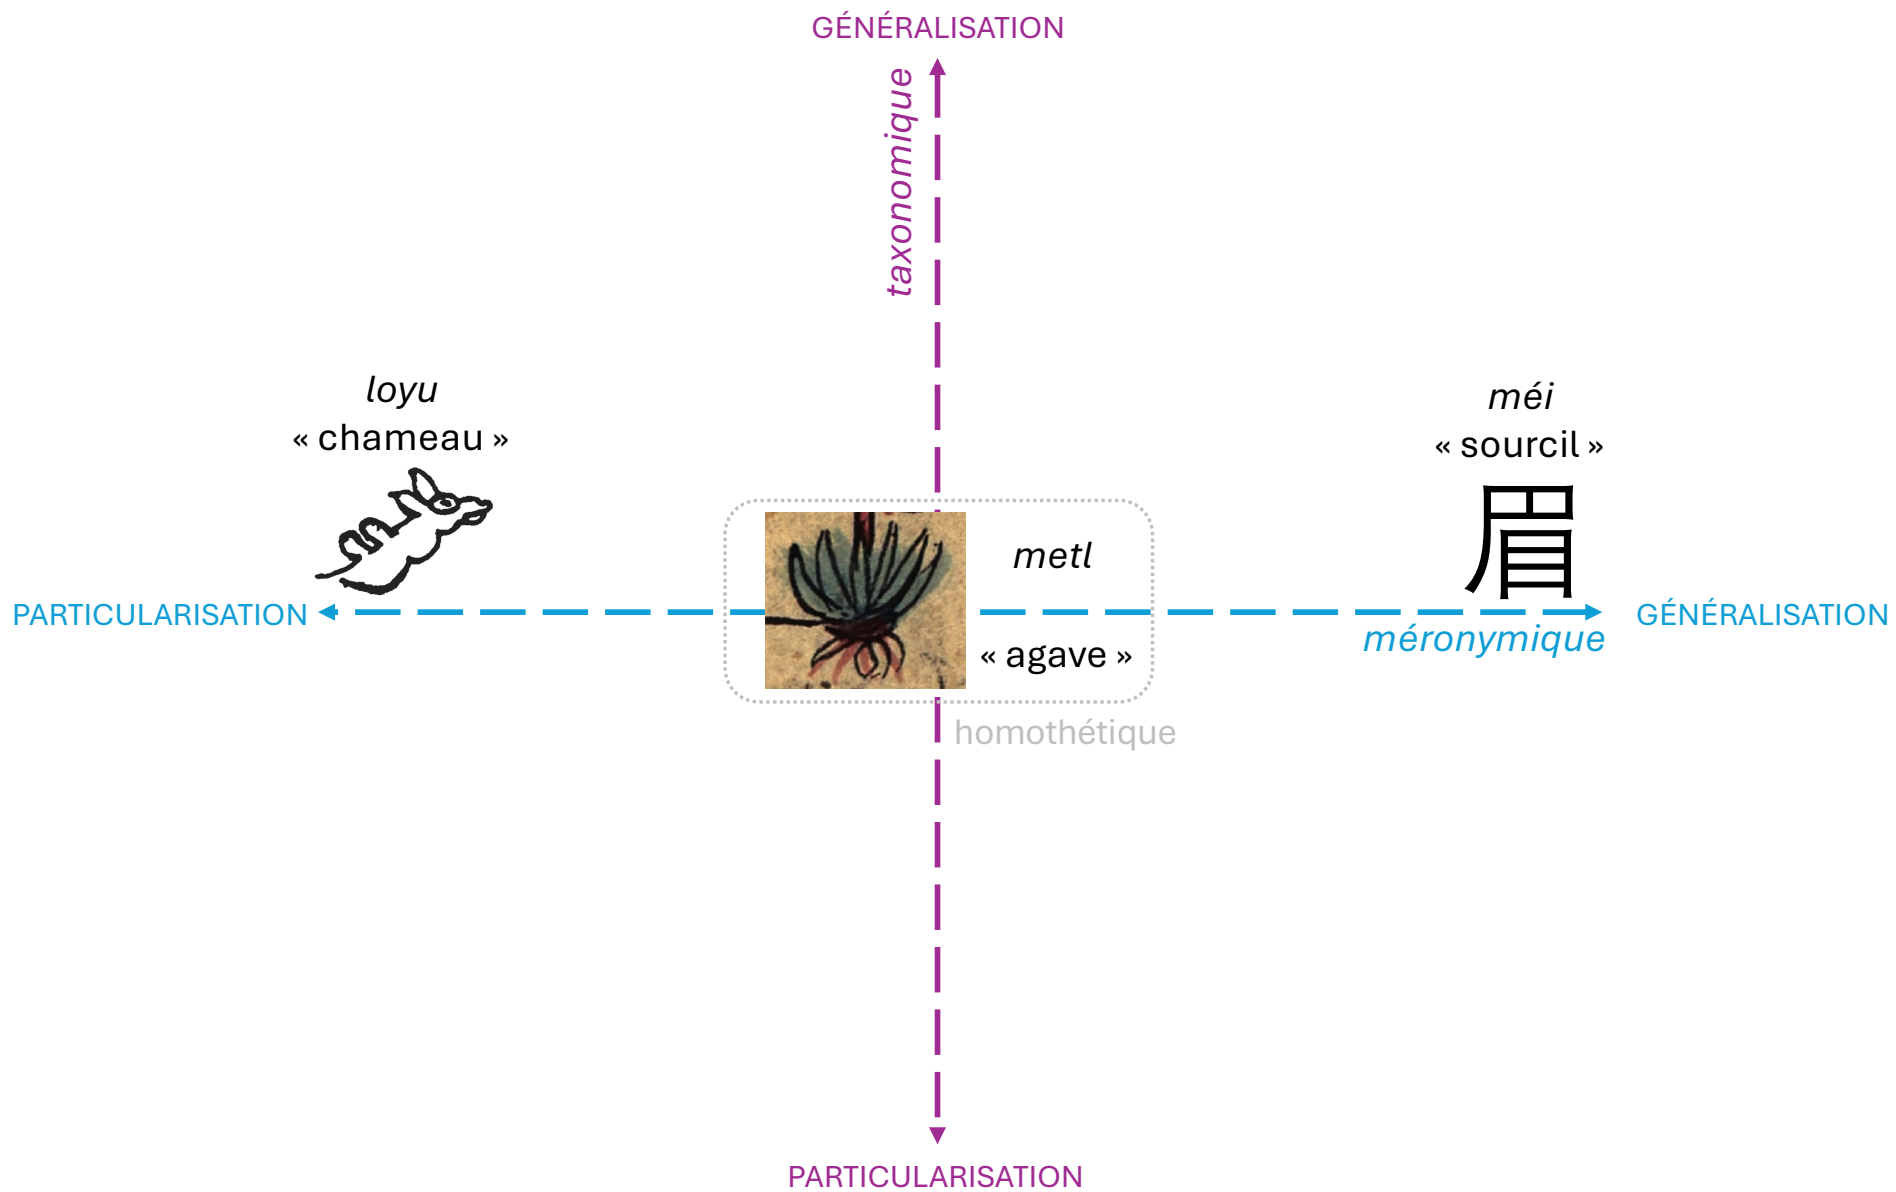 GÉNÉRALISATION
taxonomique
loyu
« chameau »
méi
« sourcil »
眉
metl
« agave »
PARTICULARISATION
GÉNÉRALISATION
méronymique
homothétique
PARTICULARISATION